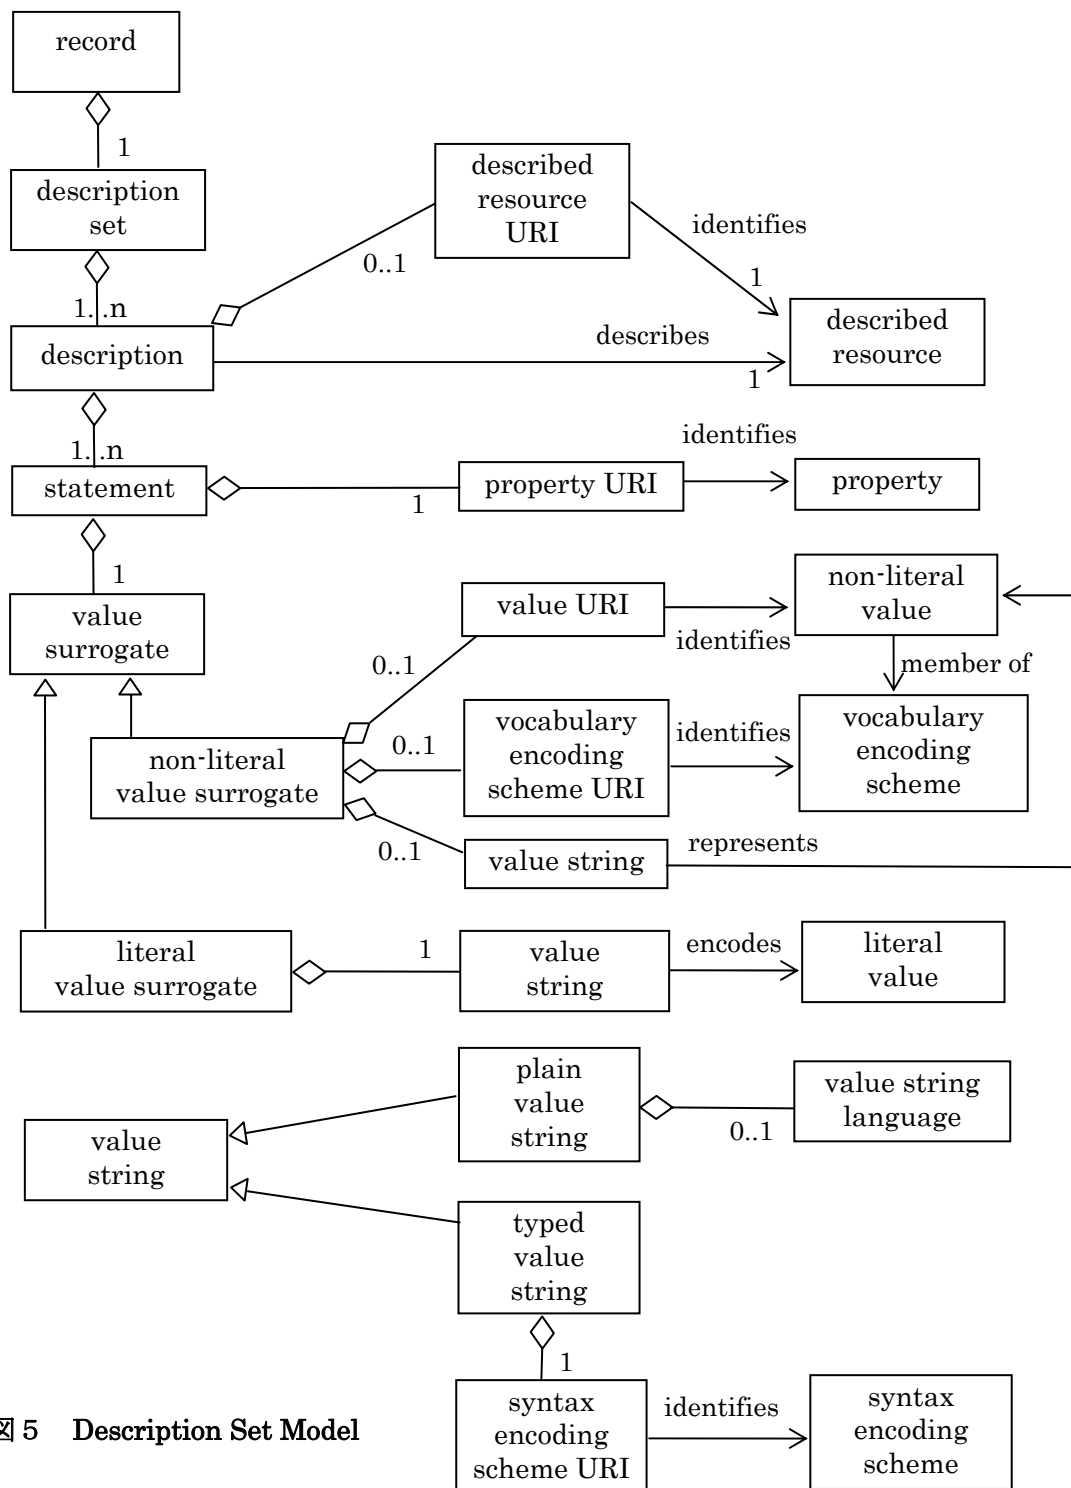 record
1
description
set
described
resource
URI
identifies
0..1
1
1...n
described
resource
describes
description
1
1...n
identifies
statement
1
property URI
property
1
value
surrogate
value URI
identifies
non-literal
value
0..1
member of
non-literal
value surrogate
0..1
vocabulary
encoding
scheme URI
identifies
vocabulary
encoding
scheme
0..1
value string
represents
literal
value surrogate
1
value
string
encodes
literal
value
plain
value
string
0..1
value string
language
value
string
typed
value
string
1
syntax
encoding
scheme URI
identifies
syntax
encoding
scheme
図 5 Description Set Model